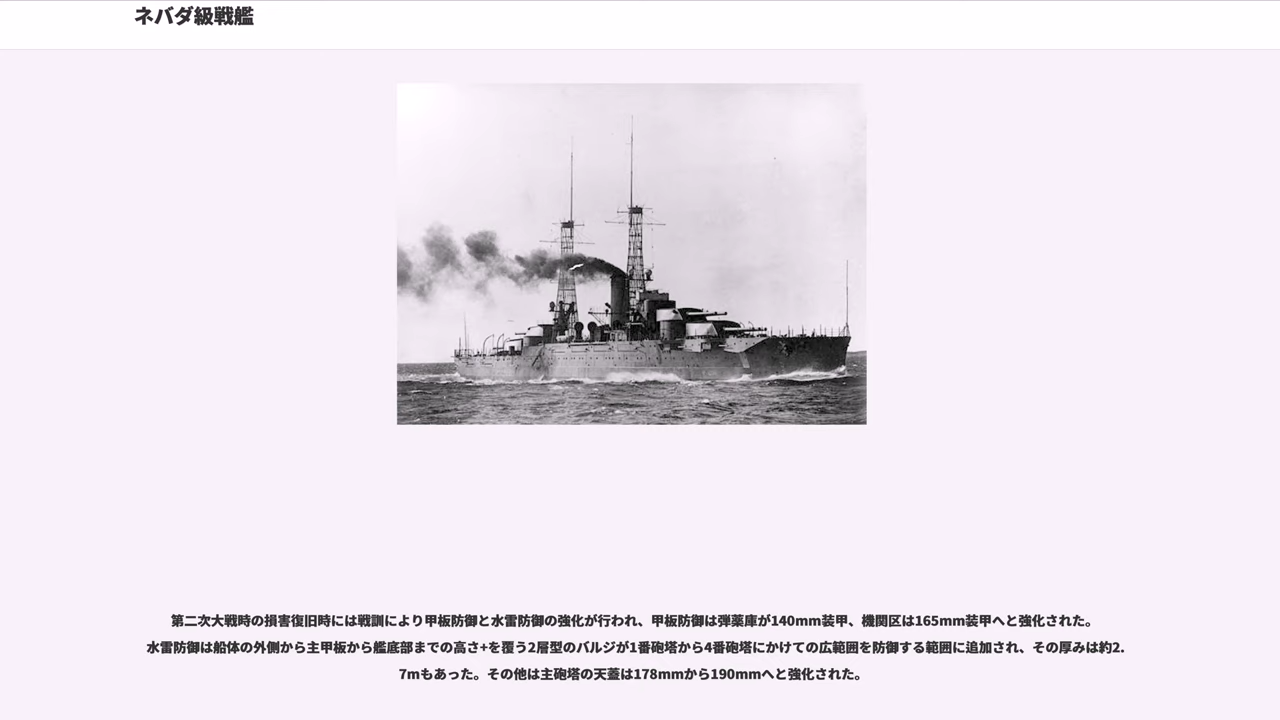 ネバダ級戦艦
第二次大戦時の損害復旧時には戦訓により甲板防御と水雷防御の強化が行われ、甲板防御は弾薬庫が140mm装甲、機関区は165mm装甲へと強化された。
水雷防御は船体の外側から主甲板から艦底部までの高さ+を覆う2層型のバルジが1番砲塔から4番砲塔にかけての広範囲を防御する範囲に追加され、その厚みは約2.
7mもあった。その他は主砲塔の天蓋は178mmから190mmへと強化された。